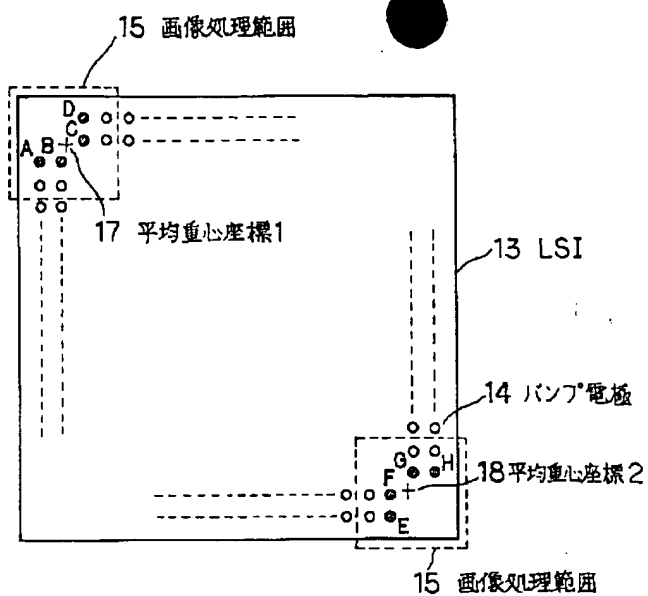 15 画像処理範囲
D
C
A B
17 平均重心座標1
13 LSI
14 バンプ電極
G H
F
18 平均重心座標2
E
15 画像処理範囲